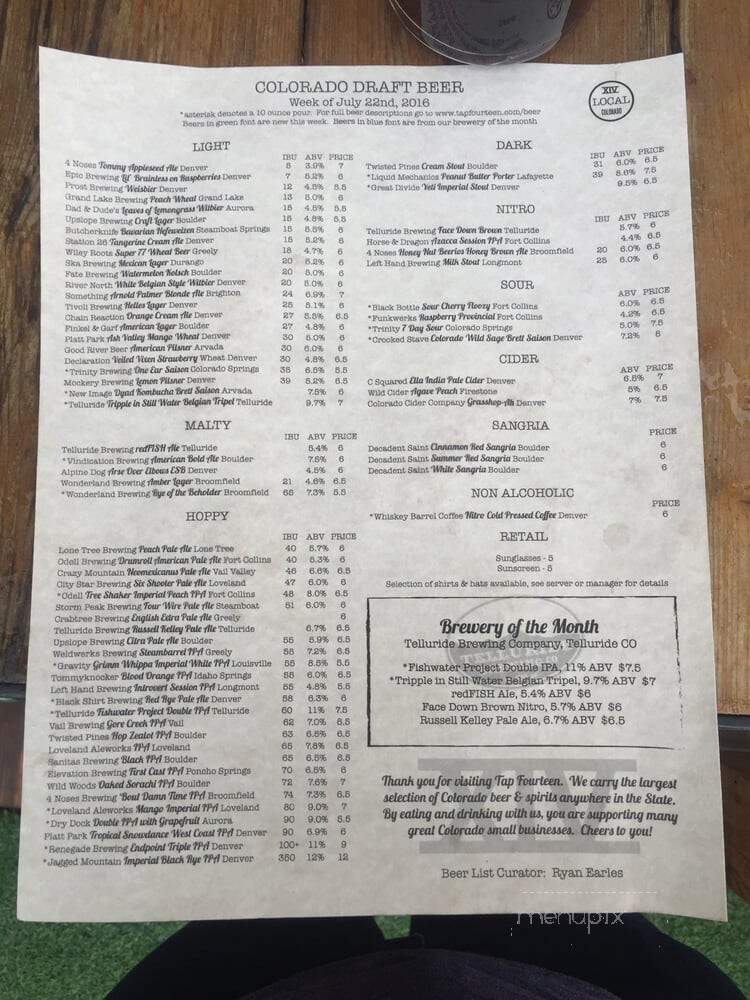 COLORADO DRAFT BEER
Week of July 22nd, 2016
*asterisk denotes a 10 ounce pour. For full beer descriptions go to www.tapfourteen.com/beer
Beers in green font are new this week. Beers in blue font are from our brewery of the month
XIV
LOCAL
COLORADO
LIGHT
IBU ABV PRICE
4 Noses Tommy Appleseed Ale Denver 5 3.9% 7
Epic Brewing Lil' Brainless on Raspberries Denver 7 5.2% 6
Prost Brewing Weisbier Denver 12 4.5% 5.5
Grand Lake Brewing Peach Wheat Grand Lake 13 5.0% 6
Dad & Dude's Leaves of Lemongrass Witbier Aurora 15 4.5% 5.5
Upslope Brewing Craft Lager Boulder 15 4.8% 5.5
Butcherknife Bavarian Hefeweizen Steamboat Springs 15 5.5% 6
Station 26 Tangerine Cream Ale Denver 15 5.2% 6
Wiley Roots Super 77 Wheat Beer Greely 18 4.7% 6
Ska Brewing Mexican Lager Durango 20 5.2% 6
Fate Brewing Watermelon Kolsch Boulder 20 5.0% 6
River North White Belgian Style Witbier Denver 20 5.0% 6
Something Arnold Palmer Blonde Ale Brighton 24 6.9% 7
Tivoli Brewing Helles Lager Denver 25 5.1% 6
Chain Reaction Orange Cream Ale Denver 27 5.5% 6.5
Finkel & Garf American Lager Boulder 27 4.8% 6
Platt Park Ash Valley Mango Wheat Denver 30 5.0% 6
Good River Beer American Pilsner Arvada 30 5.0% 6
Declaration Veiled Vixen Strawberry Wheat Denver 30 4.8% 6.5
*Trinity Brewing One Ear Saison Colorado Springs 35 6.5% 5.5
Mockery Brewing Lemon Pilsner Denver 39 5.2% 6.5
*New Image Dyad Kombucha Brett Saison Arvada 7.5% 6
*Telluride Tripple in Still Water Belgian Tripel Telluride 9.7% 7
MALTY
IBU ABV PRICE
Telluride Brewing redFISH Ale Telluride 5.4% 6
*Vindication Brewing American Bold Ale Boulder 7.5% 6
Alpine Dog Arse Over Elbows ESB Denver 4.5% 6
Wonderland Brewing Amber Lager Broomfield 21 4.6% 6.5
*Wonderland Brewing Rye of the Beholder Broomfield 65 7.3% 5.5
HOPPY
IBU ABV PRICE
Lone Tree Brewing Peach Pale Ale Lone Tree 40 5.7% 6
Odell Brewing Drumroll American Pale Ale Fort Collins 40 5.3% 6
Crazy Mountain Neomexicanus Pale Ale Vail Valley 46 6.6% 6.5
City Star Brewing Six Shooter Pale Ale Loveland 47 6.0% 6
*Odell Tree Shaker Imperial Peach IPA Fort Collins 48 8.0% 6.5
Storm Peak Brewing Four Wire Pale Ale Steamboat 51 6.0% 6
Crabtree Brewing English Extra Pale Ale Greely 6
Telluride Brewing Russell Kelley Pale Ale Telluride 6.7% 6.5
Upslope Brewing Citra Pale Ale Boulder 55 5.9% 6.5
Weldwerks Brewing Steambarrel IPA Greely 55 7.2% 6.5
*Gravity Grimm Whippa Imperial White IPA Louisville 55 8.5% 5.5
Tommyknocker Blood Orange IPA Idaho Springs 55 6.0% 6.5
Left Hand Brewing Introvert Session IPA Longmont 55 4.8% 5.5
*Black Shirt Brewing Red Rye Pale Ale Denver 58 6.3% 6
*Telluride Fishwater Project Double IPA Telluride 60 11% 7.5
Vail Brewing Gore Creek IPA Vail 62 7.0% 6.5
Twisted Pines Hop Zealot IPA Boulder 63 6.5% 6.5
Loveland Aleworks IPA Loveland 65 7.8% 6.5
Sanitas Brewing Black IPA Boulder 65 6.5% 6.5
Elevation Brewing First Cast IPA Poncho Springs 70 6.5% 6
Wild Woods Oaked Sorachi IPA Boulder 72 7.6% 7
4 Noses Brewing 'Bout Damn Time IPA Broomfield 74 7.3% 6.5
*Loveland Aleworks Mango Imperial IPA Loveland 80 9.0% 7
*Dry Dock Double IPA with Grapefruit Aurora 90 9.0% 5.5
Platt Park Tropical Snowdance West Coast IPA Denver 90 6.9% 6
*Renegade Brewing Endpoint Triple IPA Denver 100+ 11% 9
*Jagged Mountain Imperial Black Rye IPA Denver 350 12% 12
DARK
IBU ABV PRICE
Twisted Pines Cream Stout Boulder 31 6.0% 6.5
*Liquid Mechanics Peanut Butter Porter Lafayette 39 8.6% 7.5
*Great Divide Yeti Imperial Stout Denver 9.5% 6.5
NITRO
IBU ABV PRICE
Telluride Brewing Face Down Brown Telluride 5.7% 6
Horse & Dragon Azacca Session IPA Fort Collins 4.4% 6.5
4 Noses Honey Nut Beeries Honey Brown Ale Broomfield 20 6.0% 6.5
Left Hand Brewing Milk Stout Longmont 25 6.0% 6
SOUR
ABV PRICE
*Black Bottle Sour Cherry Floozy Fort Collins 6.0% 6.5
*Funkwerks Raspberry Provincial Fort Collins 4.2% 6.5
*Trinity 7 Day Sour Colorado Springs 5.0% 7.5
*Crooked Stave Colorado Wild Sage Brett Saison Denver 7.2% 6
CIDER
ABV PRICE
C Squared Ella India Pale Cider Denver 6.5% 7
Wild Cider Agave Peach Firestone 5% 6.5
Colorado Cider Company Grasshop-Ah Denver 7% 7.5
SANGRIA
PRICE
Decadent Saint Cinnamon Red Sangria Boulder 6
Decadent Saint Summer Red Sangria Boulder 6
Decadent Saint White Sangria Boulder 6
NON ALCOHOLIC
PRICE
*Whiskey Barrel Coffee Nitro Cold Pressed Coffee Denver 6
RETAIL
Sunglasses - 5
Sunscreen - 5
Selection of shirts & hats available, see server or manager for details
Brewery of the Month
Telluride Brewing Company, Telluride CO
*Fishwater Project Double IPA, 11% ABV $7.5
*Tripple in Still Water Belgian Tripel, 9.7% ABV $7
redFISH Ale, 5.4% ABV $6
Face Down Brown Nitro, 5.7% ABV $6
Russell Kelley Pale Ale, 6.7% ABV $6.5
Thank you for visiting Tap Fourteen. We carry the largest
selection of Colorado beer & spirits anywhere in the State.
By eating and drinking with us, you are supporting many
great Colorado small businesses. Cheers to you!
Beer List Curator: Ryan Earles
menupix